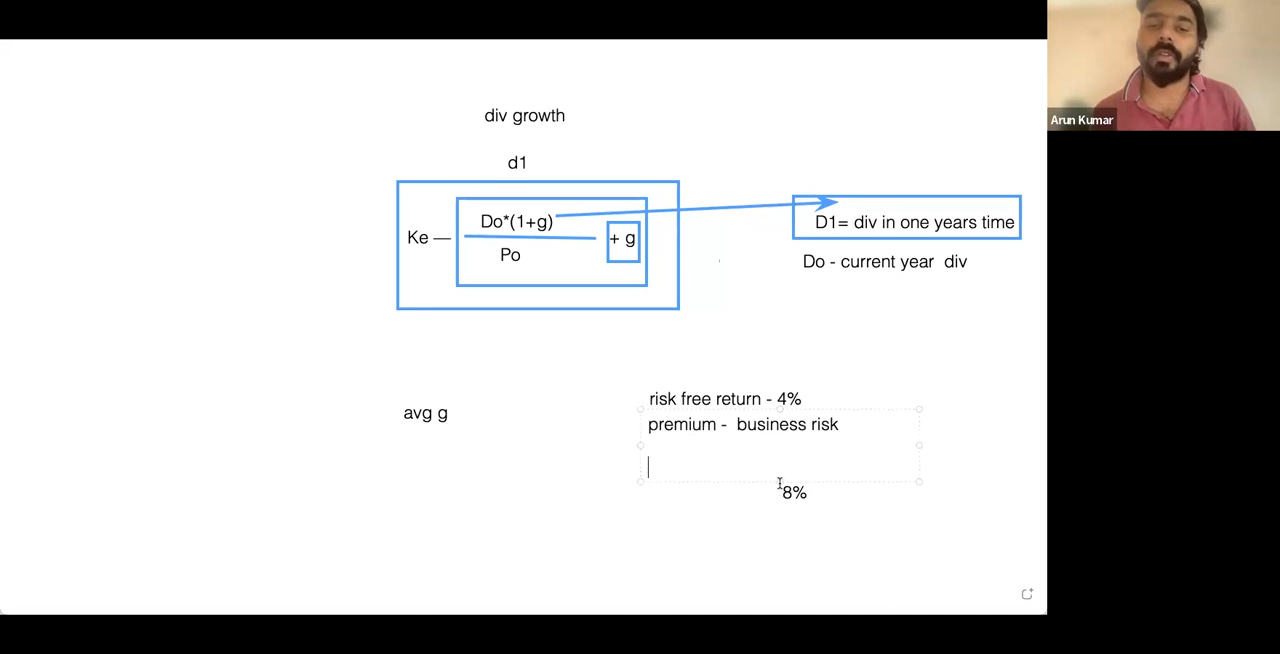 div growth
d1
Ke — Do*(1+g)
Po
+ g
D1= div in one years time
Do - current year div
avg g
risk free return - 4%
premium - business risk
8%
Arun Kumar